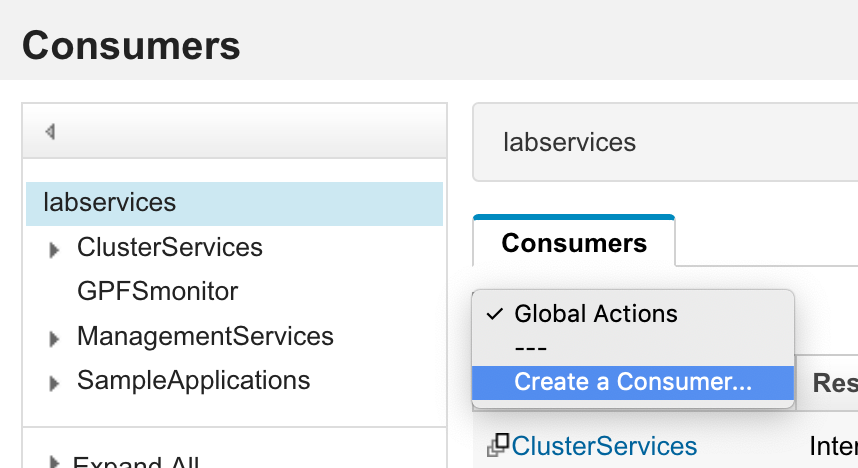 Consumers
labservices
ClusterServices
GPFSmonitor
ManagementServices
SampleApplications
Expand All
labservices
Consumers
✓ Global Actions
---
Create a Consumer...
Res
ClusterServices
Inter